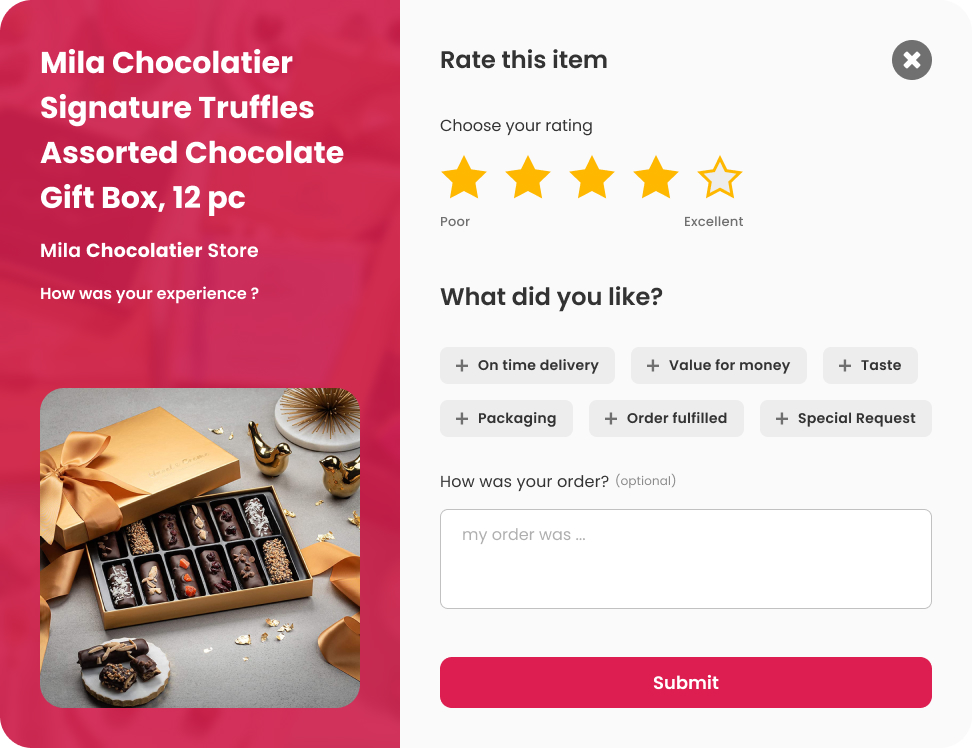 Mila Chocolatier
Signature Truffles
Assorted Chocolate
Gift Box, 12 pc
Mila Chocolatier Store
How was your experience ?
Rate this item
Choose your rating
Poor Excellent
What did you like?
On time delivery Value for money Taste
Packaging Order fulfilled Special Request
How was your order? (optional)
my order was ...
Submit